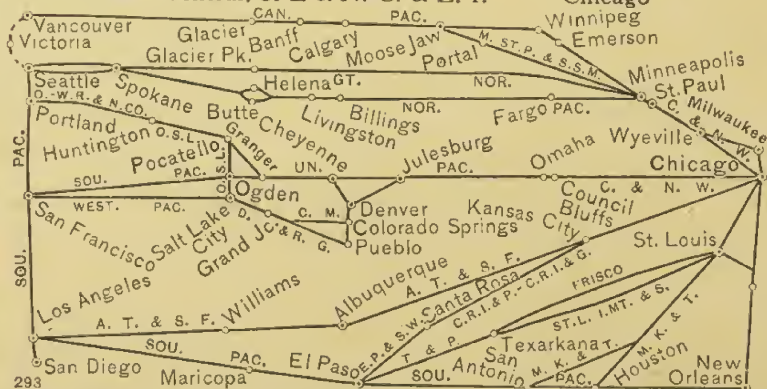 Chicago
Vancouver
CAN.
PAC.
Winnipeg
Victoria
Glacier
Banff
Calgary
Moose Jaw
Emerson
Glacier Pk.
Portal
M. ST. P. & S. S. M.
Seattle
Spokane
Helena
GT.
NOR.
Minneapolis
St. Paul
O.-W. R. & N. CO.
Butte
Livingston
NOR.
Billings
Fargo
PAC.
C. & N. W.
Milwaukee
Portland
Huntington
O. S. L.
Granger
Cheyenne
Julesburg
Omaha
Wyeville
PAC.
Pocatello
O. S. L.
UN.
PAC.
Chicago
SOU.
PAC.
Ogden
C. & N. W.
WEST.
PAC.
Denver
Council
Bluffs
San Francisco
Salt Lake
City
D. & R. G.
C. M.
Colorado Springs
Kansas
City
Grand Jc.
Pueblo
St. Louis
SOU.
Los Angeles
Albuquerque
A. T. & S. F.
Santa Rosa
C. R. I. & P.-C. R. I. & G.
FRISCO
A. T. & S. F.
Williams
E. P. & S. W.
ST. L. I. MT. & S.
SOU.
T & P
Texarkana
M. K. & T.
San Diego
PAC.
El Paso
San
Antonio
M. K. & T.
Houston
New
Orleans
293
Maricopa
SOU.
PAC.